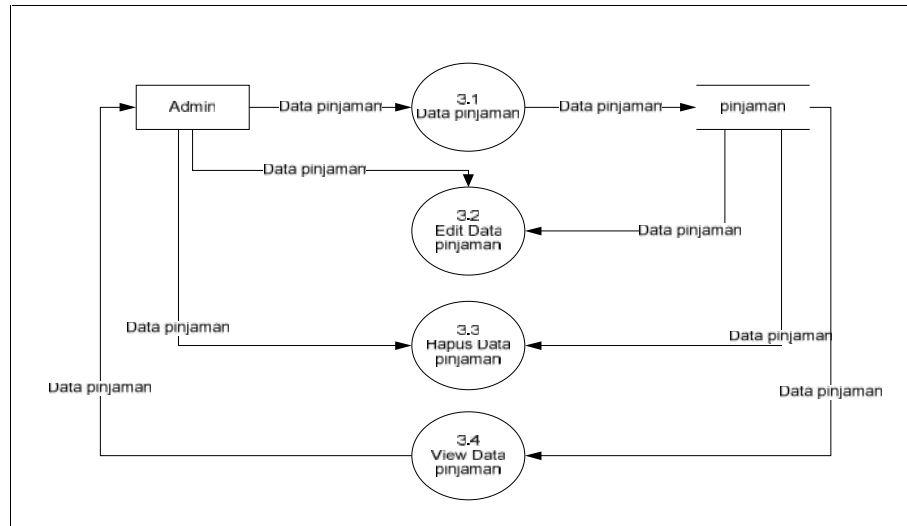 Admin
Data pinjaman
3.1
Data pinjaman
Data pinjaman
pinjaman
Data pinjaman
3.2
Edit Data
pinjaman
Data pinjaman
Data pinjaman
3.3
Hapus Data
pinjaman
Data pinjaman
Data pinjaman
Data pinjaman
3.4
View Data
pinjaman